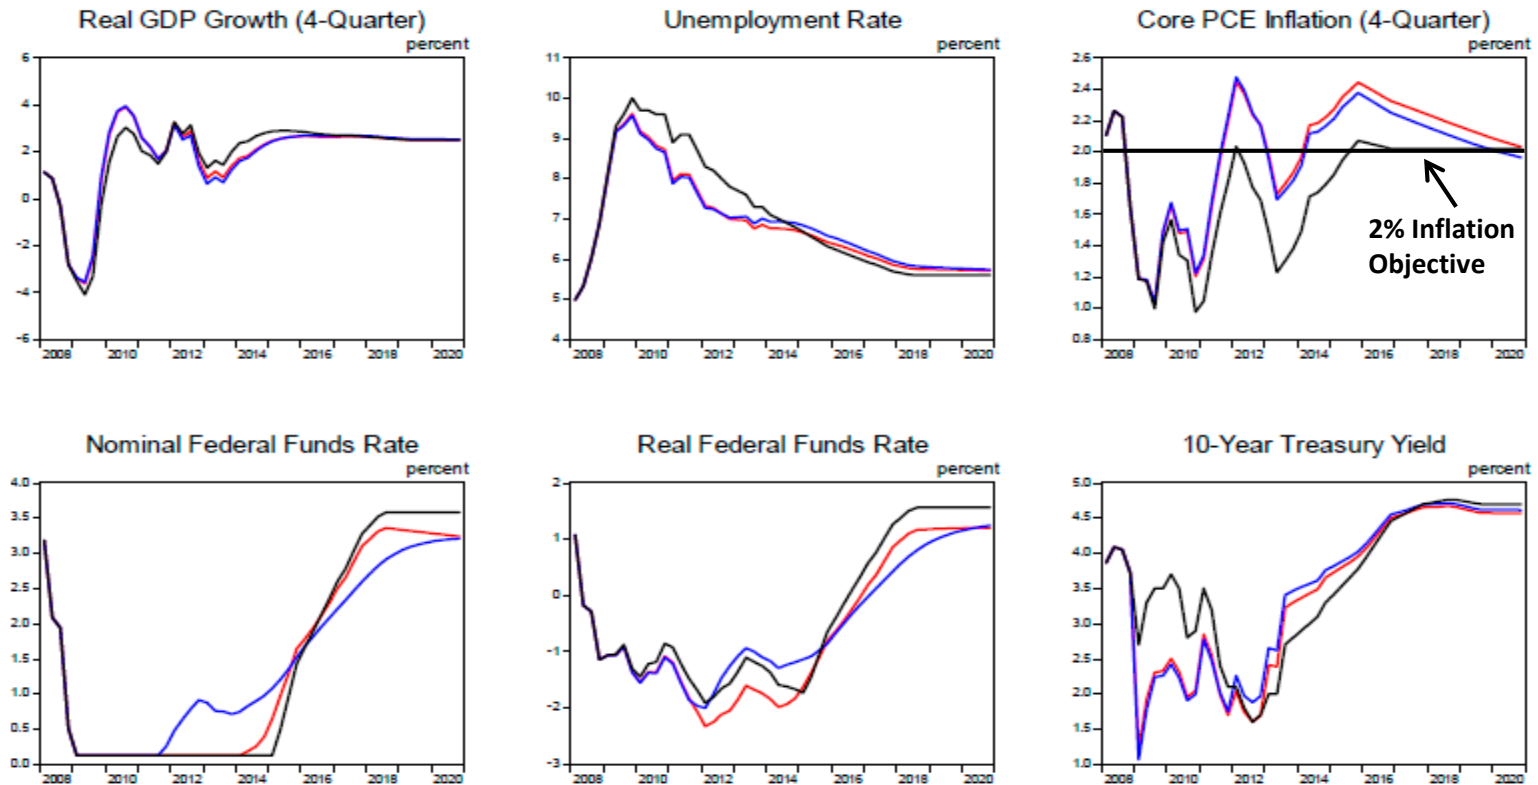 Real GDP Growth (4-Quarter)
percent
6
4
2
0
-2
-4
-6
2008 2010 2012 2014 2016 2018 2020
Unemployment Rate
percent
11
10
9
8
7
6
5
4
2008 2010 2012 2014 2016 2018 2020
Core PCE Inflation (4-Quarter)
percent
2.6
2.4
2.2
2.0
1.8
1.6
1.4
1.2
1.0
0.8
2% Inflation
Objective
2008 2010 2012 2014 2016 2018 2020
Nominal Federal Funds Rate
percent
4.0
3.5
3.0
2.5
2.0
1.5
1.0
0.5
0.0
2008 2010 2012 2014 2016 2018 2020
Real Federal Funds Rate
percent
2
1
0
-1
-2
-3
2008 2010 2012 2014 2016 2018 2020
10-Year Treasury Yield
percent
5.0
4.5
4.0
3.5
3.0
2.5
2.0
1.5
1.0
2008 2010 2012 2014 2016 2018 2020